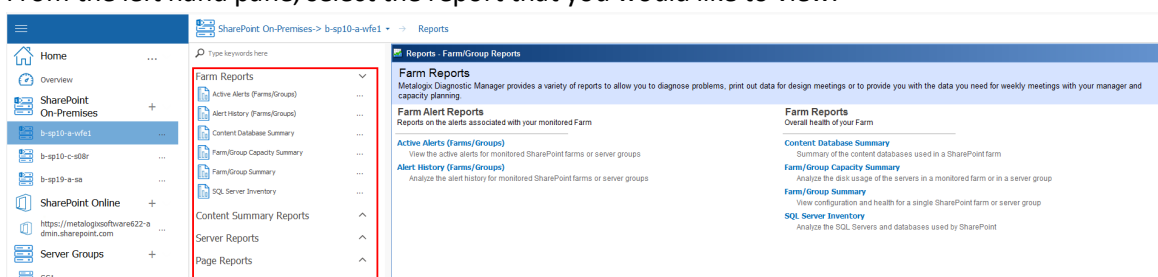 From the left hand pane, select the report that you would like to view.
SharePoint On-Premises-> b-sp10-a-wfe1 → Reports
Home ...
Overview
SharePoint
On-Premises +
b-sp10-a-wfe1 ...
b-sp10-c-s08r ...
b-sp19-a-sa ...
SharePoint Online +
https://metalogixsoftware622-a
dmin.sharepoint.com ...
Server Groups +
Type keywords here
Farm Reports
Active Alerts (Farms/Groups) ...
Alert History (Farms/Groups) ...
Content Database Summary ...
Farm/Group Capacity Summary ...
Farm/Group Summary ...
SQL Server Inventory ...
Content Summary Reports
Server Reports
Page Reports
Reports - Farm/Group Reports
Farm Reports
Metalogix Diagnostic Manager provides a variety of reports to allow you to diagnose problems, print out data for design meetings or to provide you with the data you need for weekly meetings with your manager and
capacity planning.
Farm Alert Reports
Reports on the alerts associated with your monitored Farm
Active Alerts (Farms/Groups)
View the active alerts for monitored SharePoint farms or server groups
Alert History (Farms/Groups)
Analyze the alert history for monitored SharePoint farms or server groups
Farm Reports
Overall health of your Farm
Content Database Summary
Summary of the content databases used in a SharePoint farm
Farm/Group Capacity Summary
Analyze the disk usage of the servers in a monitored farm or in a server group
Farm/Group Summary
View configuration and health for a single SharePoint farm or server group
SQL Server Inventory
Analyze the SQL Servers and databases used by SharePoint